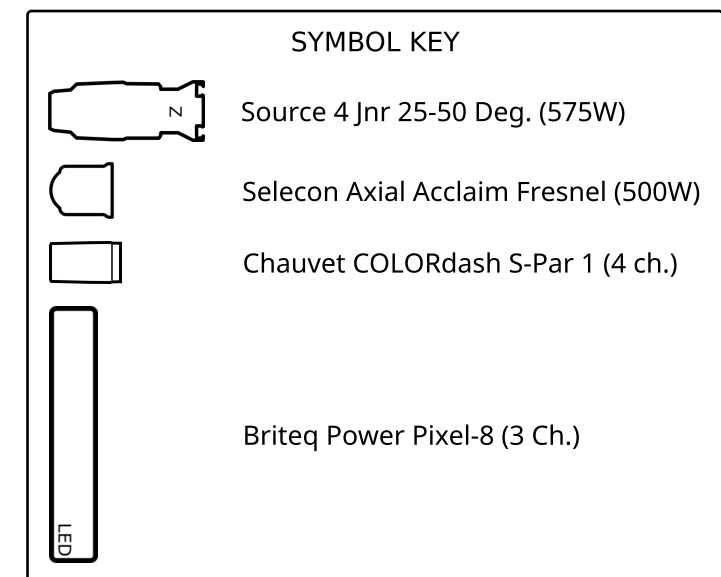 SYMBOL KEY
Z
Source 4 Jnr 25-50 Deg. (575W)
Selecon Axial Acclaim Fresnel (500W)
Chauvet COLORdash S-Par 1 (4 ch.)
Briteq Power Pixel-8 (3 Ch.)
LED